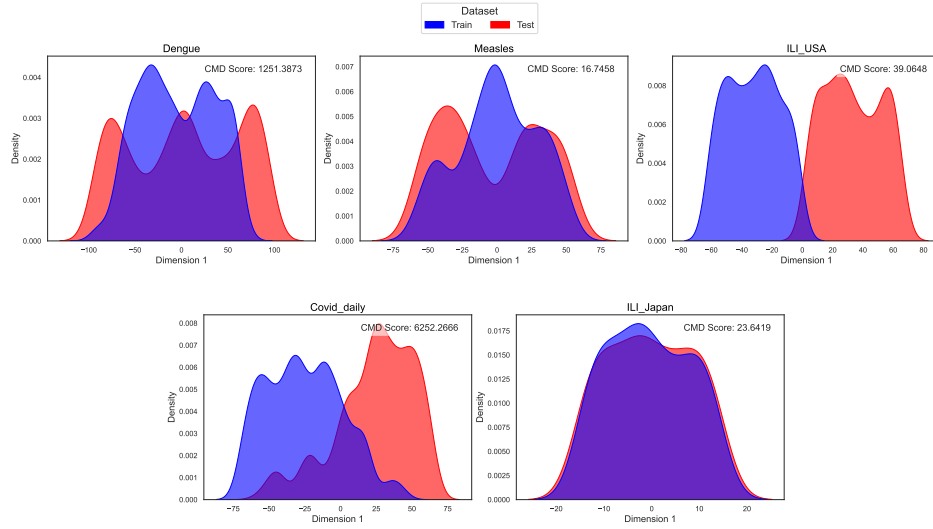 Dataset
Train Test
Dengue
CMD Score: 1251.3873
Density
0.004
0.003
0.002
0.001
0.000
−100 −50 0 50 100
Dimension 1
Measles
CMD Score: 16.7458
Density
0.007
0.006
0.005
0.004
0.003
0.002
0.001
0.000
−75 −50 −25 0 25 50 75
Dimension 1
ILI_USA
CMD Score: 39.0648
Density
0.008
0.006
0.004
0.002
0.000
−80 −60 −40 −20 0 20 40 60 80
Dimension 1
Covid_daily
CMD Score: 6252.2666
Density
0.008
0.007
0.006
0.005
0.004
0.003
0.002
0.001
0.000
−75 −50 −25 0 25 50 75
Dimension 1
ILI_Japan
CMD Score: 23.6419
Density
0.0175
0.0150
0.0125
0.0100
0.0075
0.0050
0.0025
0.0000
−20 −10 0 10 20
Dimension 1